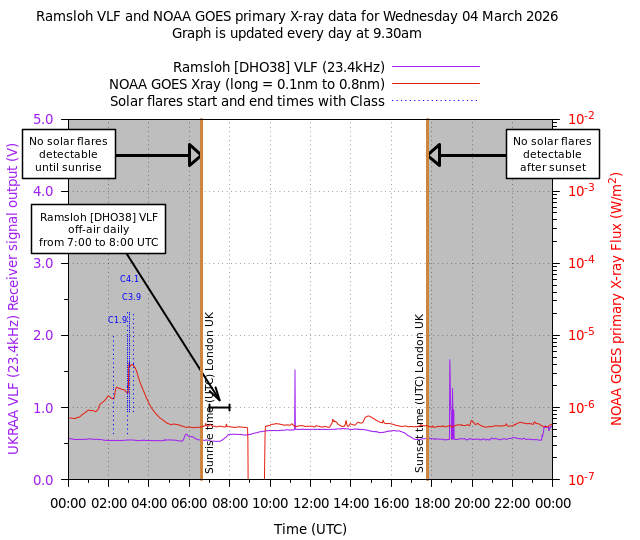 Ramsloh VLF and NOAA GOES primary X-ray data for Wednesday 04 March 2026
Graph is updated every day at 9.30am
Ramsloh [DHO38] VLF (23.4kHz)
NOAA GOES Xray (long = 0.1nm to 0.8nm)
Solar flares start and end times with Class
5.0
4.0
3.0
2.0
1.0
0.0
UKRAA VLF (23.4kHz) Receiver signal output (V)
No solar flares
detectable
until sunrise
No solar flares
detectable
after sunset
Ramsloh [DHO38] VLF
off-air daily
from 7:00 to 8:00 UTC
C4.1
C3.9
C1.9
Sunrise time (UTC) London UK
Sunset time (UTC) London UK
10⁻²
10⁻³
10⁻⁴
10⁻⁵
10⁻⁶
10⁻⁷
NOAA GOES primary X-ray Flux (W/m²)
00:00 02:00 04:00 06:00 08:00 10:00 12:00 14:00 16:00 18:00 20:00 22:00 00:00
Time (UTC)